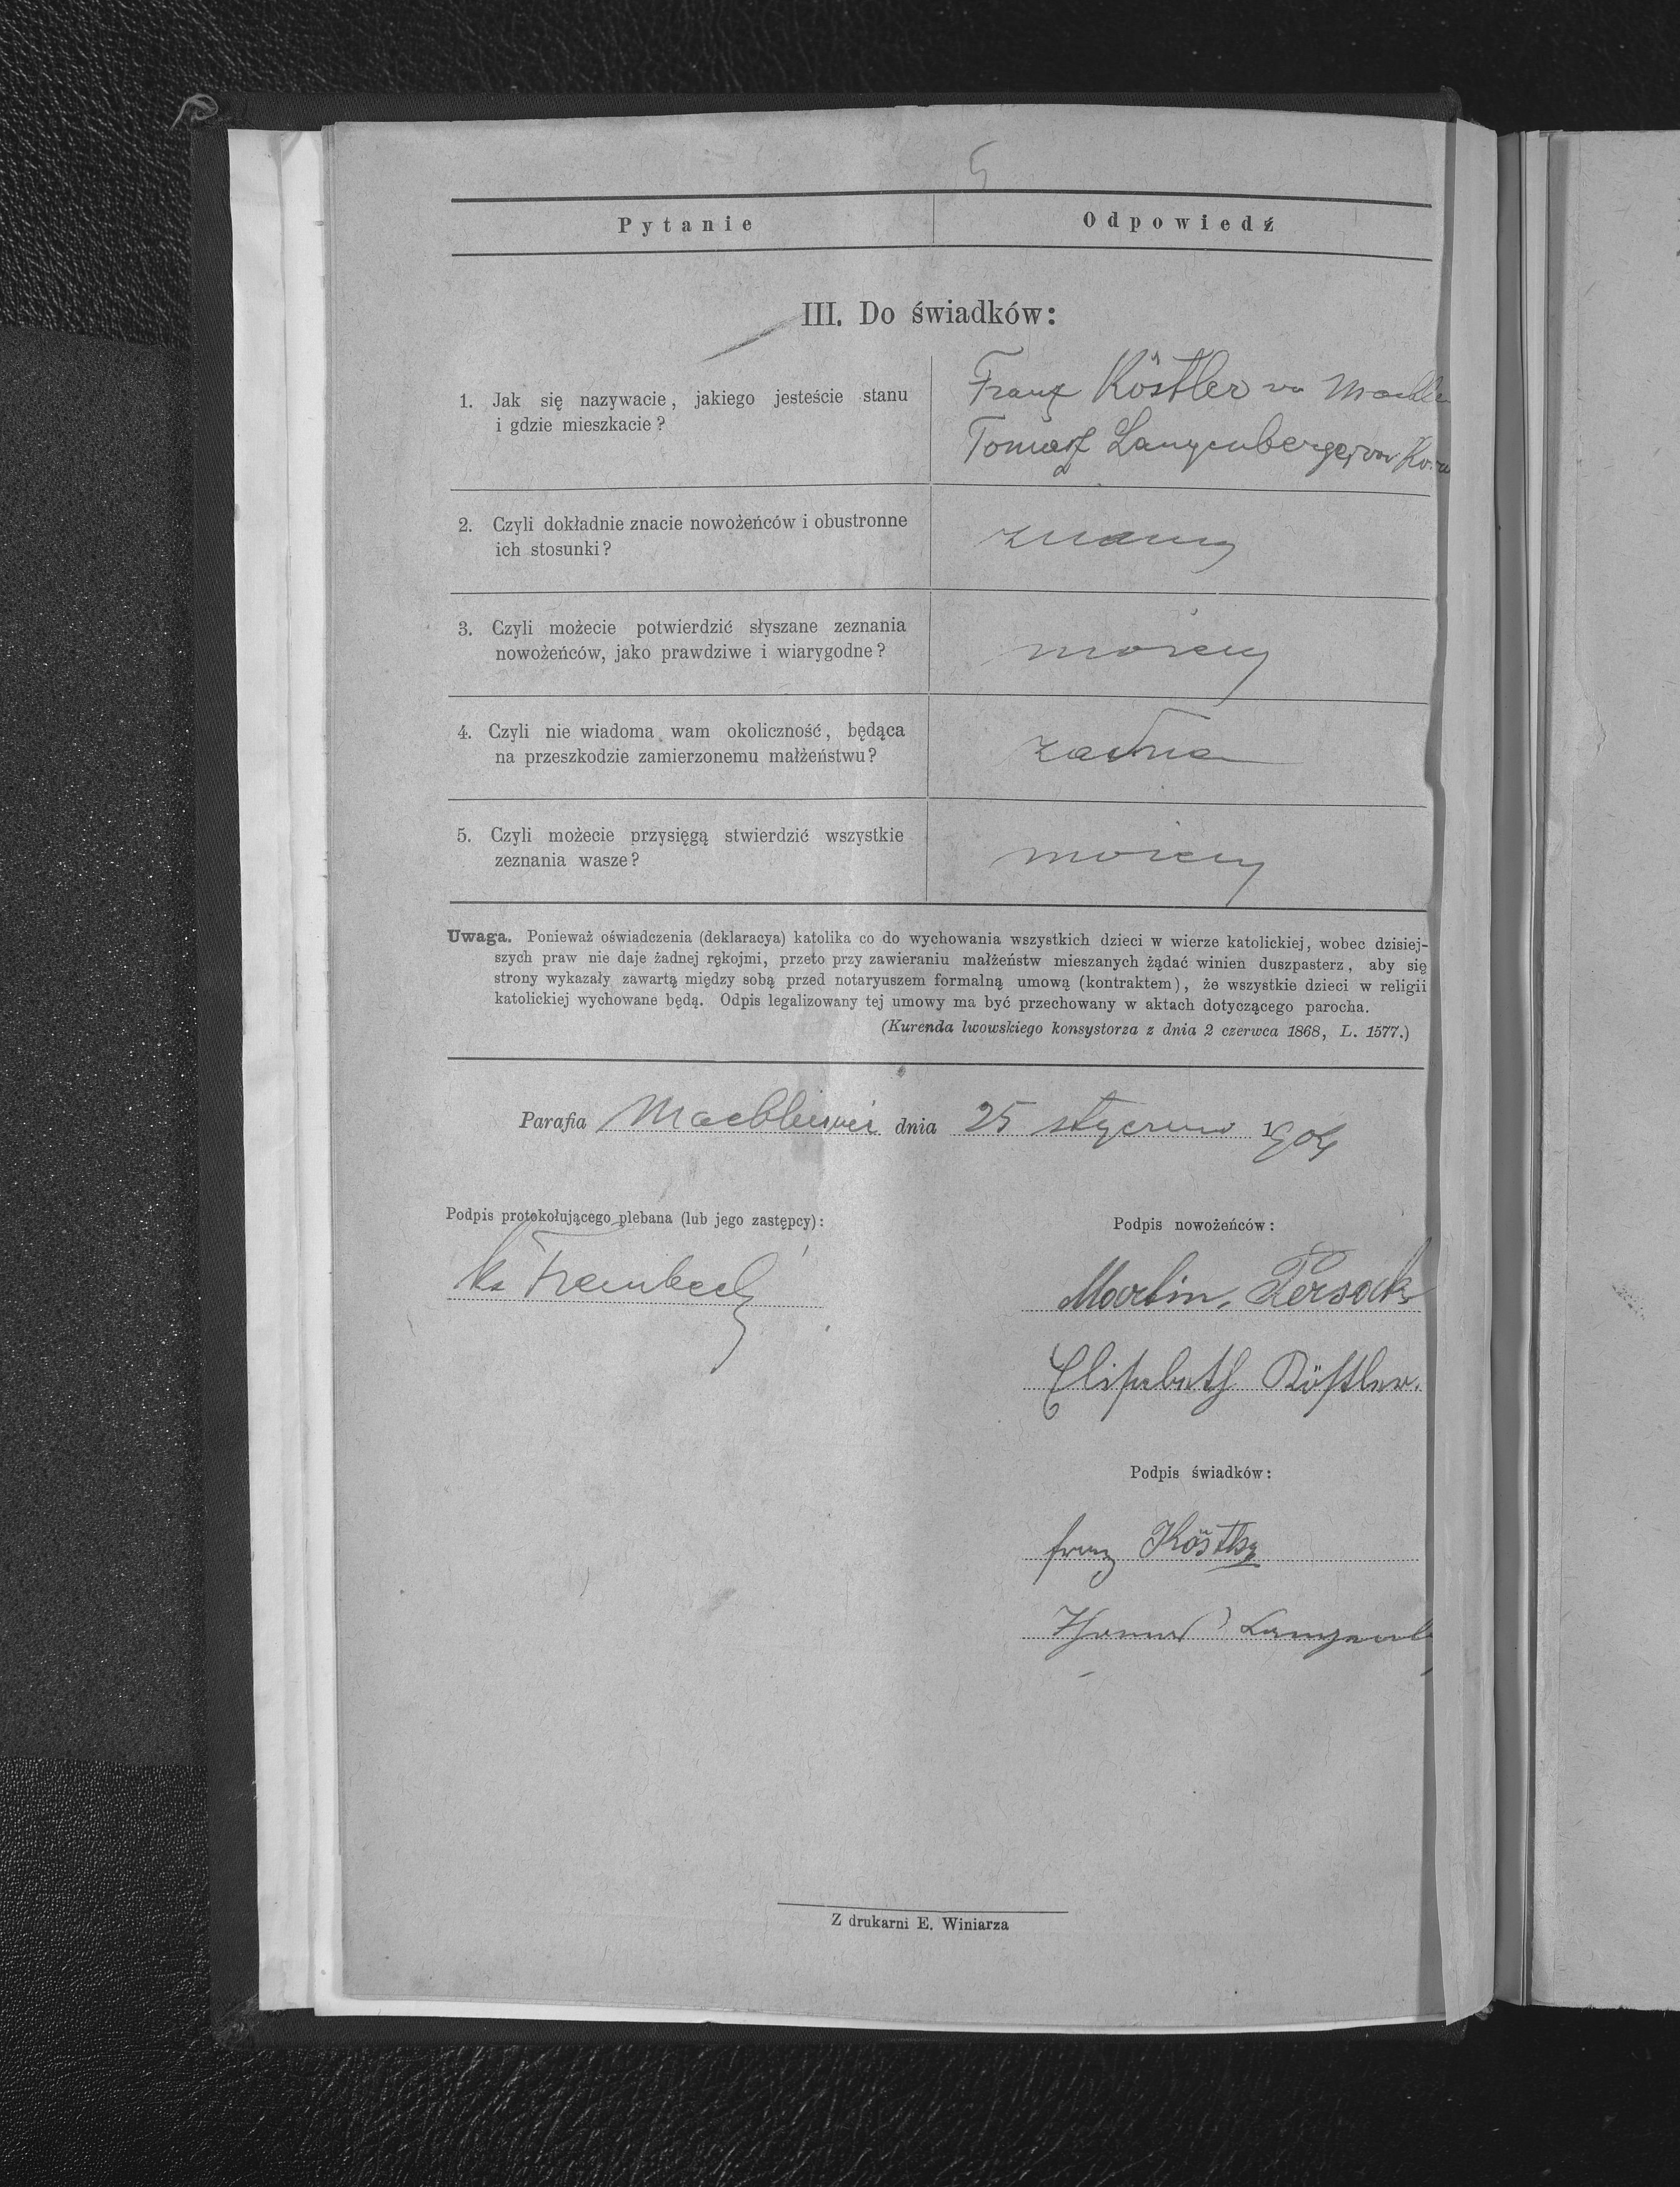 5
Pytanie Odpowiedź
III. Do świadków:
1. Jak się nazywacie, jakiego jesteście stanu
i gdzie mieszkacie?
Franz Köstler
Tomasz Langenberger
2. Czyli dokładnie znacie nowożeńców i obustronne
ich stosunki?
znamy
3. Czyli możecie potwierdzić słyszane zeznania
nowożeńców, jako prawdziwe i wiarygodne?
możemy
4. Czyli nie wiadoma wam okoliczność, będąca
na przeszkodzie zamierzonemu małżeństwu?
żadna
5. Czyli możecie przysięgą stwierdzić wszystkie
zeznania wasze?
możemy
Uwaga. Ponieważ oświadczenia (deklaracya) katolika co do wychowania wszystkich dzieci w wierze katolickiej, wobec dzisiej-
szych praw nie daje żadnej rękojmi, przeto przy zawieraniu małżeństw mieszanych żądać winien duszpasterz, aby się
strony wykazały zawartą między sobą przed notaryuszem formalną umową (kontraktem), że wszystkie dzieci w religii
katolickiej wychowane będą. Odpis legalizowany tej umowy ma być przechowany w aktach dotyczącego parocha.
(Kurenda lwowskiego konsystorza z dnia 2 czerwca 1868, L. 1577.)
Parafia dnia 25 stycznia 1904
Podpis protokołującego plebana (lub jego zastępcy):
Podpis nowożeńców:
Martin
Elisabeth Köstler.
Podpis świadków:
Franz Köstler
Thomas
Z drukarni E. Winiarza